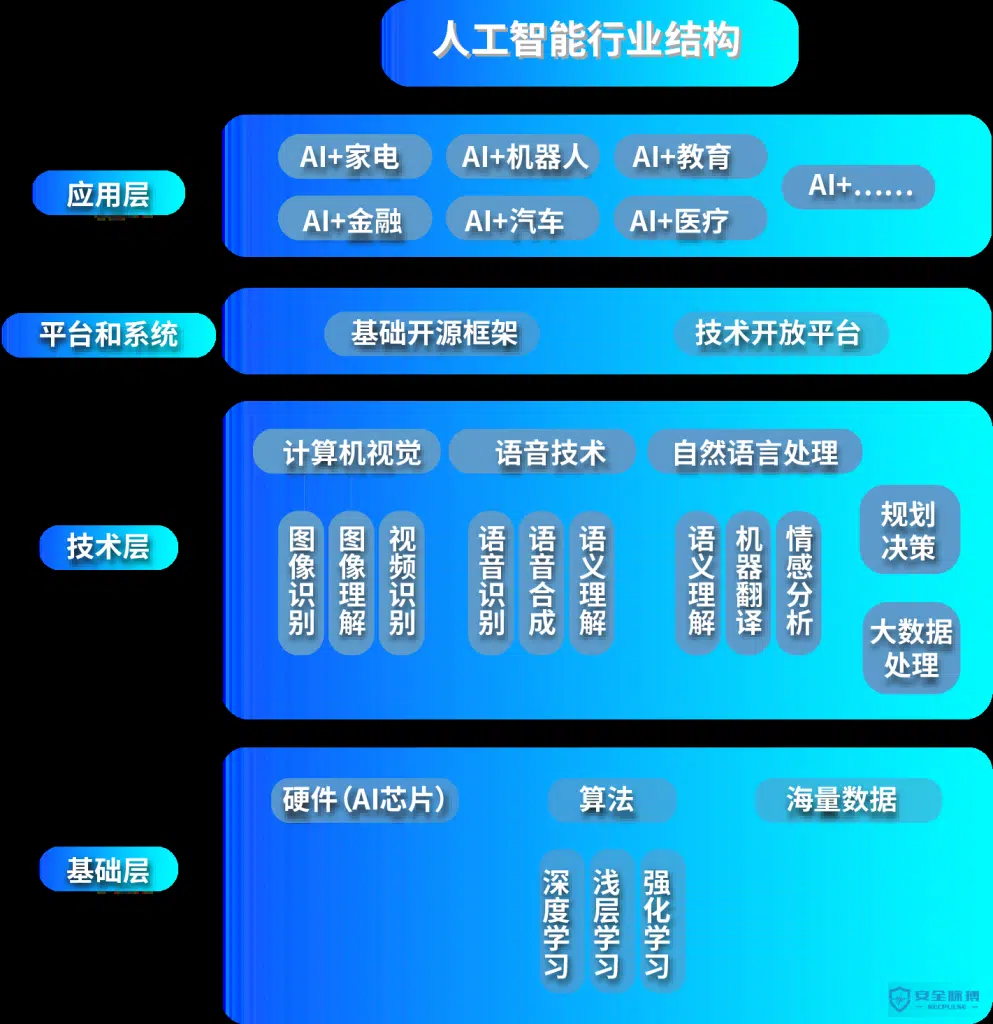 人工智能行业结构
应用层
AI+家电
AI+机器人
AI+教育
AI+……
AI+金融
AI+汽车
AI+医疗
平台和系统
基础开源框架
技术开放平台
技术层
计算机视觉
语音技术
自然语言处理
图像识别
图像理解
视频识别
语音识别
语音合成
语义理解
语义理解
机器翻译
情感分析
规划
决策
大数据
处理
基础层
硬件(AI芯片)
算法
海量数据
深度学习
浅层学习
强化学习
安全脉搏